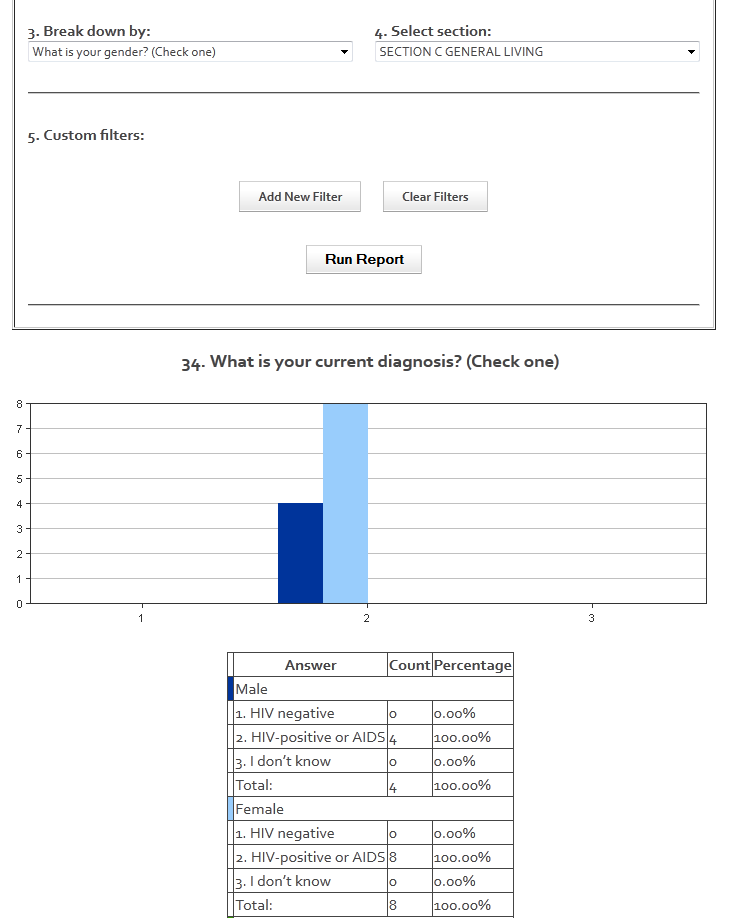 3. Break down by: 4. Select section:
What is your gender? (Check one) SECTION C GENERAL LIVING
5. Custom filters:
Add New Filter Clear Filters
Run Report
34. What is your current diagnosis? (Check one)
8
7
6
5
4
3
2
1
0
1 2 3
Answer Count Percentage
Male
1. HIV negative 0 0.00%
2. HIV-positive or AIDS 4 100.00%
3. I don't know 0 0.00%
Total: 4 100.00%
Female
1. HIV negative 0 0.00%
2. HIV-positive or AIDS 8 100.00%
3. I don't know 0 0.00%
Total: 8 100.00%